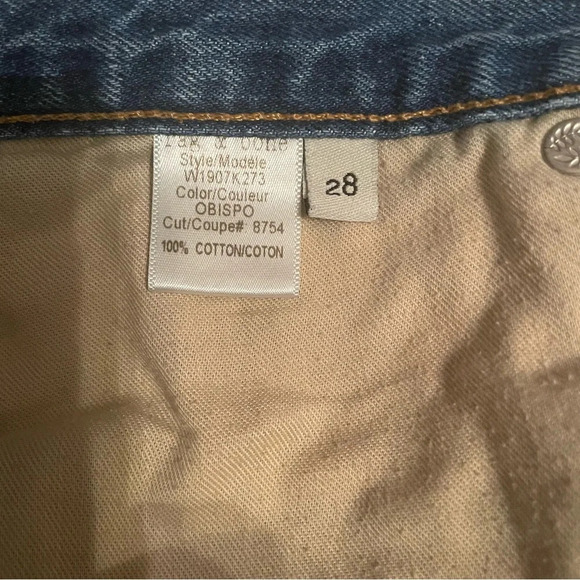 rag & bone
Style/Modèle
W1907K273
Color/Couleur
OBISPO
Cut/Coupe# 8754
100% COTTON/COTON
28